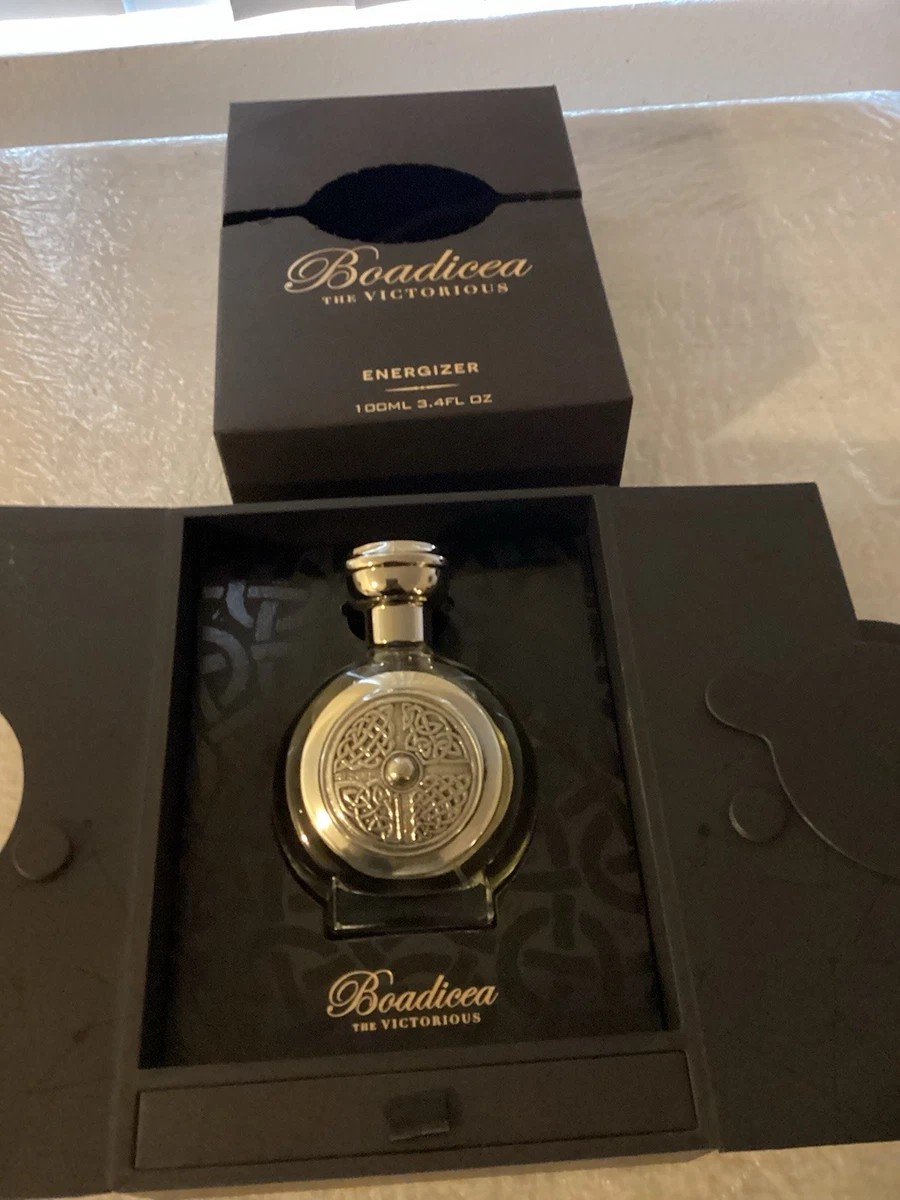 Boadicea
THE VICTORIOUS
ENERGIZER
100ML 3.4FL OZ
Boadicea
THE VICTORIOUS